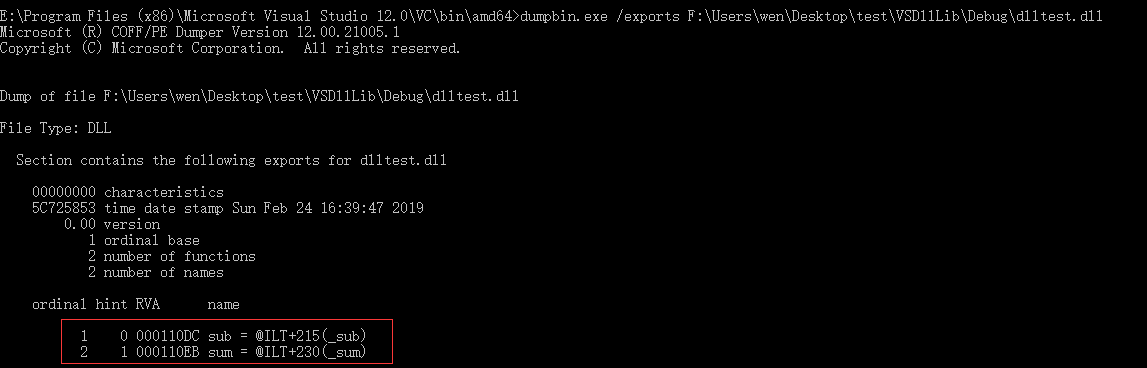 E:\Program Files (x86)\Microsoft Visual Studio 12.0\VC\bin\amd64>dumpbin.exe /exports F:\Users\wen\Desktop\test\VSDllLib\Debug\dlltest.dll
Microsoft (R) COFF/PE Dumper Version 12.00.21005.1
Copyright (C) Microsoft Corporation.  All rights reserved.
Dump of file F:\Users\wen\Desktop\test\VSDllLib\Debug\dlltest.dll
File Type: DLL
Section contains the following exports for dlltest.dll
00000000 characteristics
5C725853 time date stamp Sun Feb 24 16:39:47 2019
0.00 version
1 ordinal base
2 number of functions
2 number of names
ordinal hint RVA      name
1    0 000110DC sub = @ILT+215(_sub)
2    1 000110EB sum = @ILT+230(_sum)